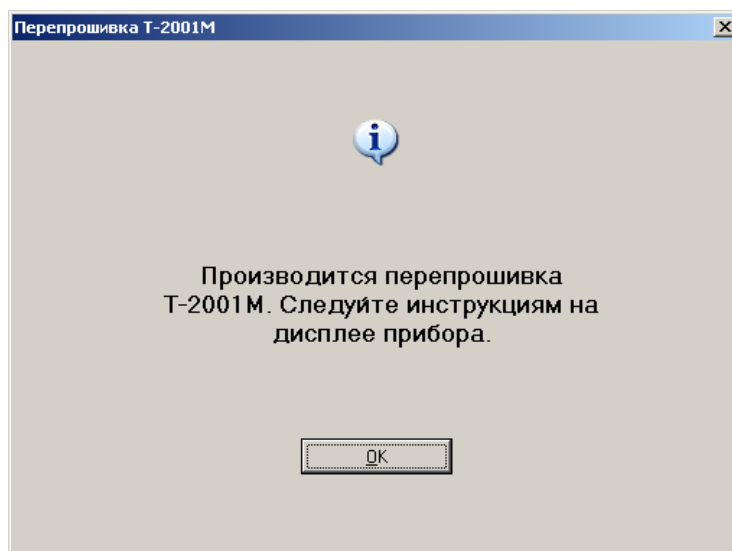 Перепрошивка Т-2001М
Производится перепрошивка
Т-2001М. Следуйте инструкциям на
дисплее прибора.
OK